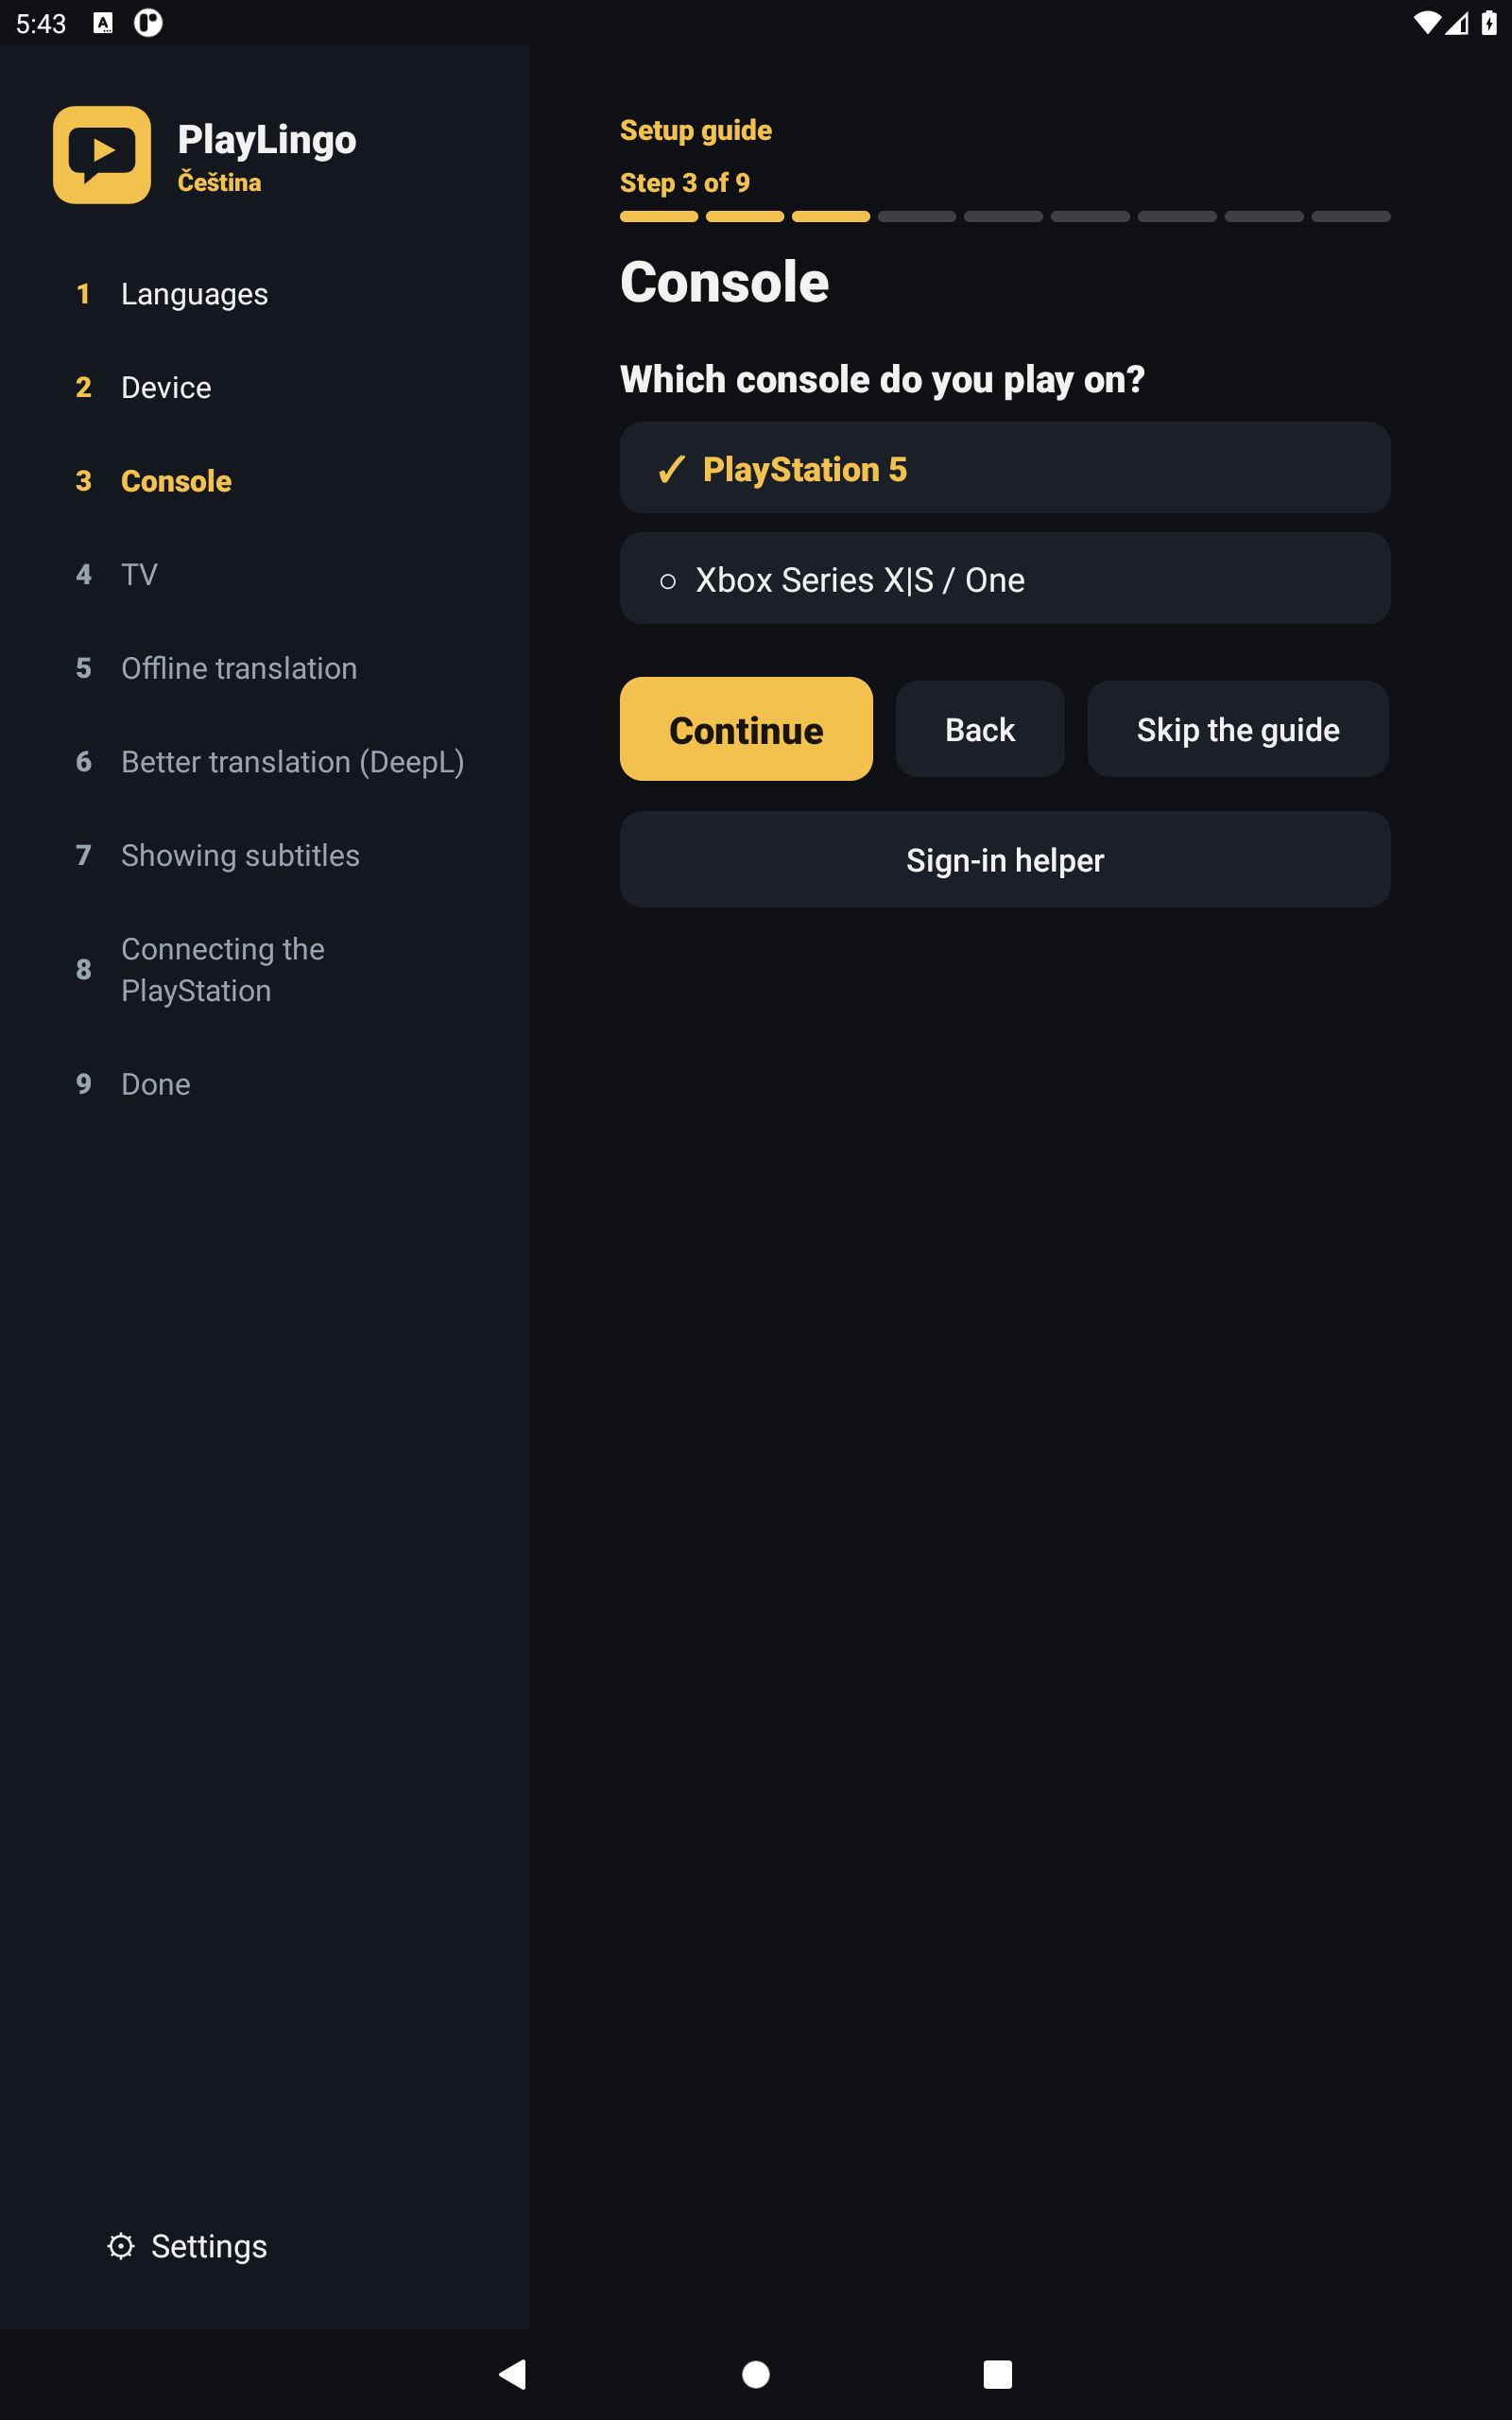 5:43
PlayLingo
Čeština
1 Languages
2 Device
3 Console
4 TV
5 Offline translation
6 Better translation (DeepL)
7 Showing subtitles
8 Connecting the
PlayStation
9 Done
⚙ Settings
Setup guide
Step 3 of 9
Console
Which console do you play on?
✓ PlayStation 5
○ Xbox Series X|S / One
Continue
Back
Skip the guide
Sign-in helper